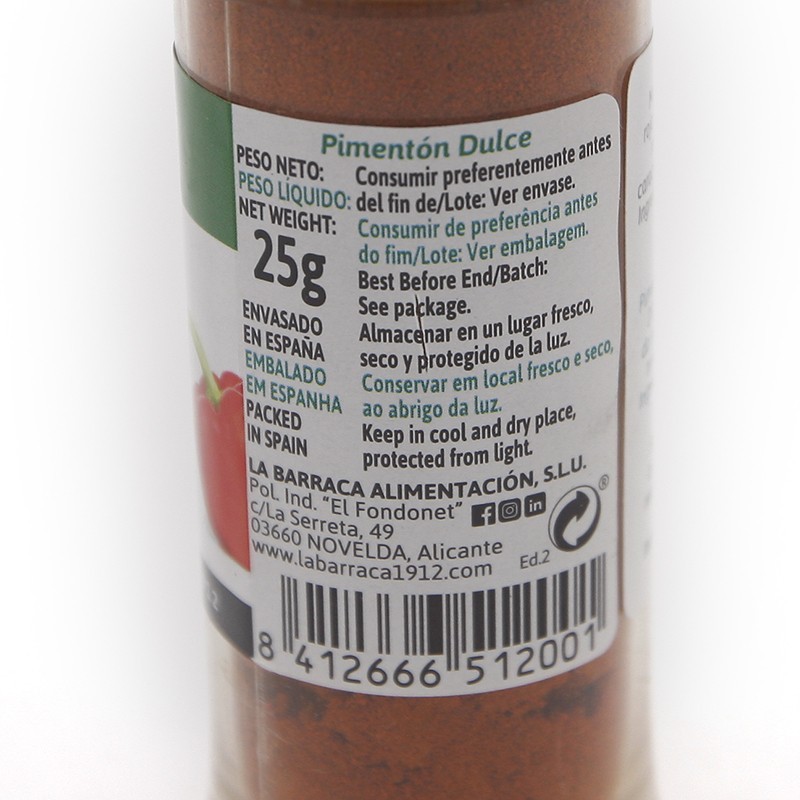 Pimentón Dulce
PESO NETO:
PESO LÍQUIDO:
NET WEIGHT:
25g
ENVASADO
EN ESPAÑA
EMBALADO
EM ESPANHA
PACKED
IN SPAIN
Consumir preferentemente antes
del fin de/Lote: Ver envase.
Consumir de preferência antes
do fim/Lote: Ver embalagem.
Best Before End/Batch:
See package.
Almacenar en un lugar fresco,
seco y protegido de la luz.
Conservar em local fresco e seco,
ao abrigo da luz.
Keep in cool and dry place,
protected from light.
LA BARRACA ALIMENTACIÓN, S.L.U.
Pol. Ind. "El Fondonet"
c/La Serreta, 49
03660 NOVELDA, Alicante
www.labarraca1912.com
®
Ed.2
8 412666 512001